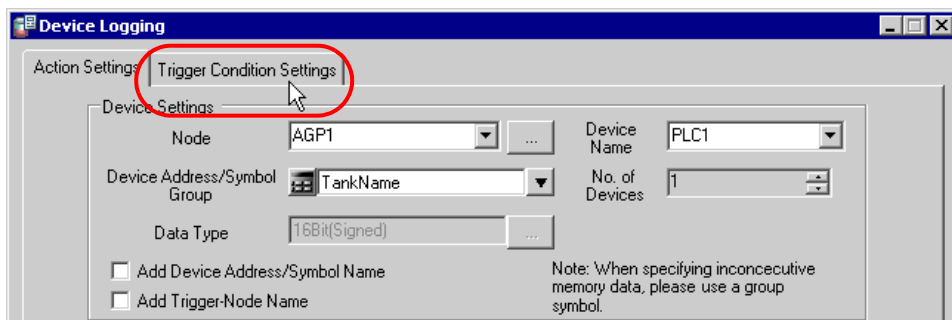 Device Logging
Action Settings
Trigger Condition Settings
Device Settings
Node
AGP1
...
Device
Name
PLC1
Device Address/Symbol
Group
TankName
No. of
Devices
1
Data Type
16Bit(Signed)
...
Add Device Address/Symbol Name
Add Trigger-Node Name
Note: When specifying inconcecutive
memory data, please use a group
symbol.